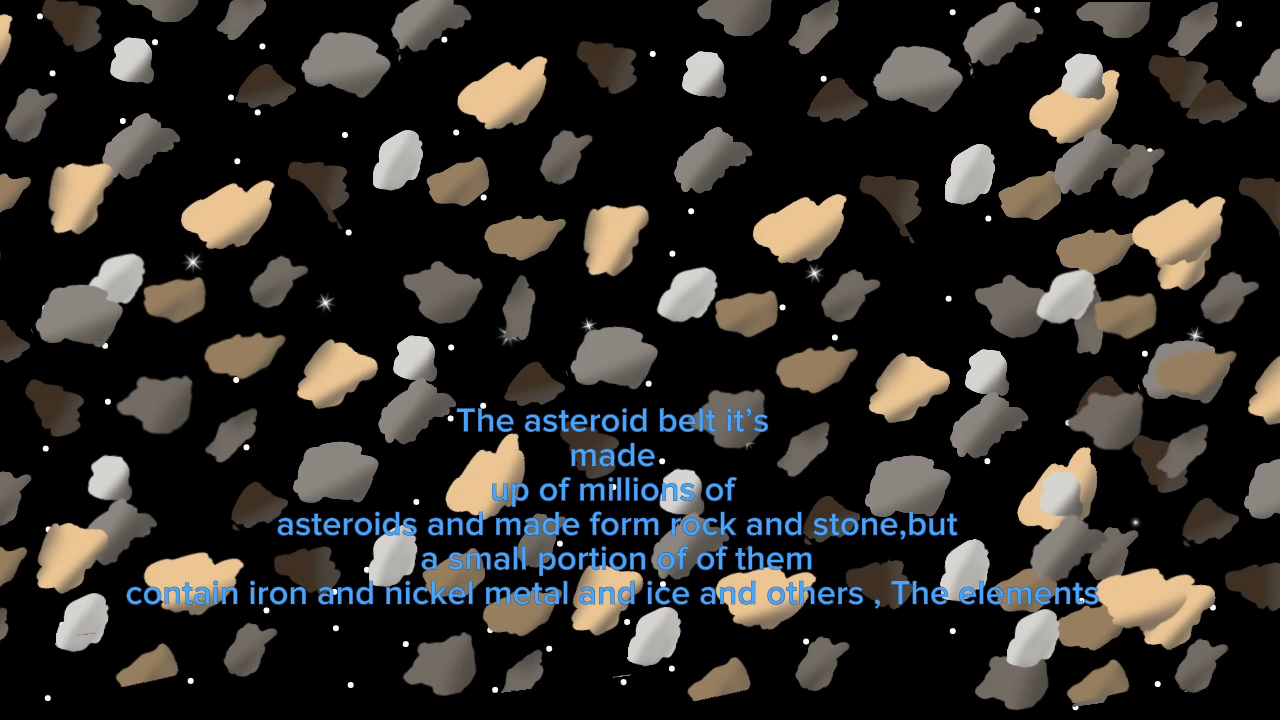 The asteroid belt it’s
made
up of millions of
asteroids and made form rock and stone,but
a small portion of of them
contain iron and nickel metal and ice and others , The elements